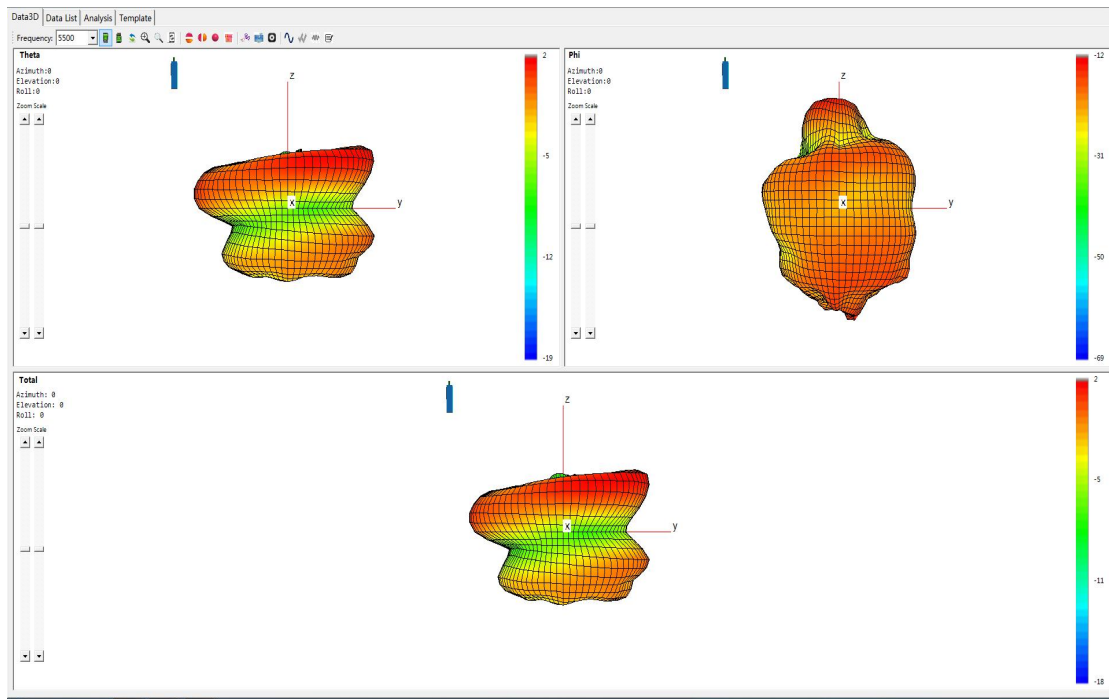 Data3D Data List Analysis Template
Frequency: 5500
Theta
Azimuth:0
Elevation:0
Roll:0
Zoom Scale
z
y
x
2
-5
-12
-19
Phi
Azimuth:0
Elevation:0
Roll:0
Zoom Scale
z
y
x
-12
-31
-50
-69
Total
Azimuth: 0
Elevation: 0
Roll: 0
Zoom Scale
z
y
x
2
-5
-11
-18